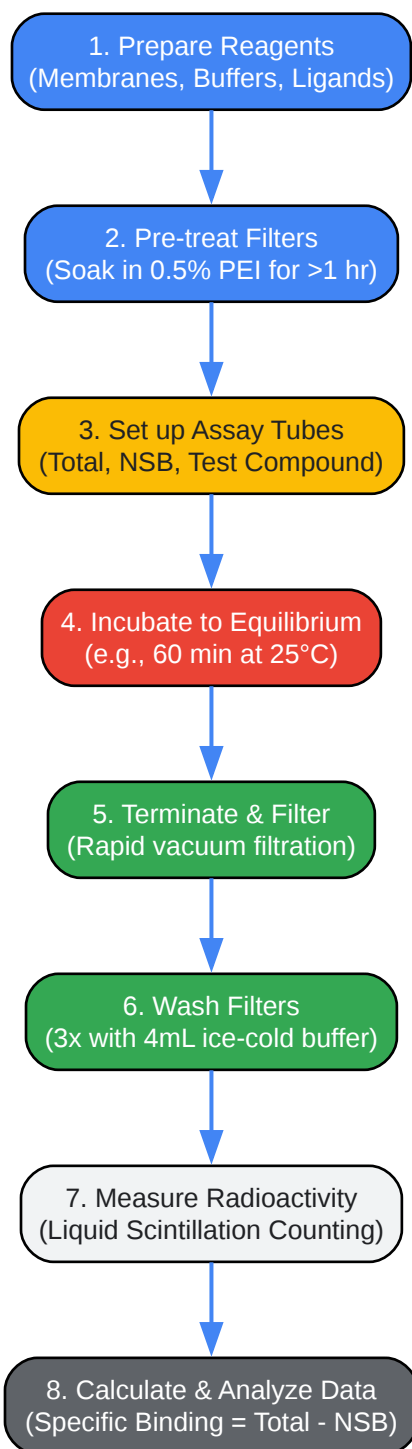 1. Prepare Reagents
(Membranes, Buffers, Ligands)
2. Pre-treat Filters
(Soak in 0.5% PEI for >1 hr)
3. Set up Assay Tubes
(Total, NSB, Test Compound)
4. Incubate to Equilibrium
(e.g., 60 min at 25°C)
5. Terminate & Filter
(Rapid vacuum filtration)
6. Wash Filters
(3x with 4mL ice-cold buffer)
7. Measure Radioactivity
(Liquid Scintillation Counting)
8. Calculate & Analyze Data
(Specific Binding = Total - NSB)